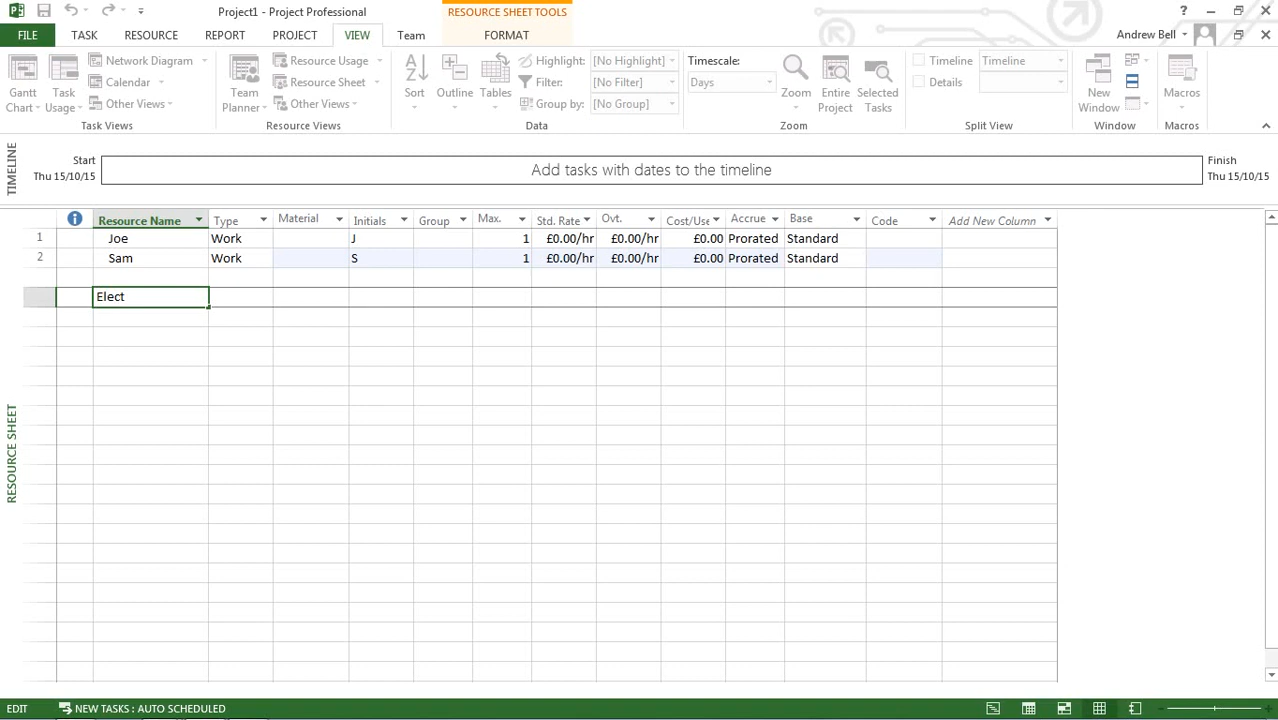 Project1 - Project Professional
RESOURCE SHEET TOOLS
?
FILE TASK RESOURCE REPORT PROJECT VIEW Team FORMAT Andrew Bell
Gantt Chart
Task Usage
Network Diagram
Calendar
Other Views
Task Views
Team Planner
Resource Usage
Resource Sheet
Other Views
Resource Views
Sort
Outline
Tables
Highlight: [No Highlight]
Filter: [No Filter]
Group by: [No Group]
Data
Timescale:
Days
Zoom
Entire Project
Selected Tasks
Zoom
Timeline Timeline
Details
Split View
New Window
Window
Macros
Macros
TIMELINE
Start
Thu 15/10/15
Add tasks with dates to the timeline
Finish
Thu 15/10/15
Resource Name Type Material Initials Group Max. Std. Rate Ovt. Cost/Use Accrue Base Code Add New Column
1 Joe Work J 1 £0.00/hr £0.00/hr £0.00 Prorated Standard
2 Sam Work S 1 £0.00/hr £0.00/hr £0.00 Prorated Standard
Elect
RESOURCE SHEET
EDIT NEW TASKS : AUTO SCHEDULED